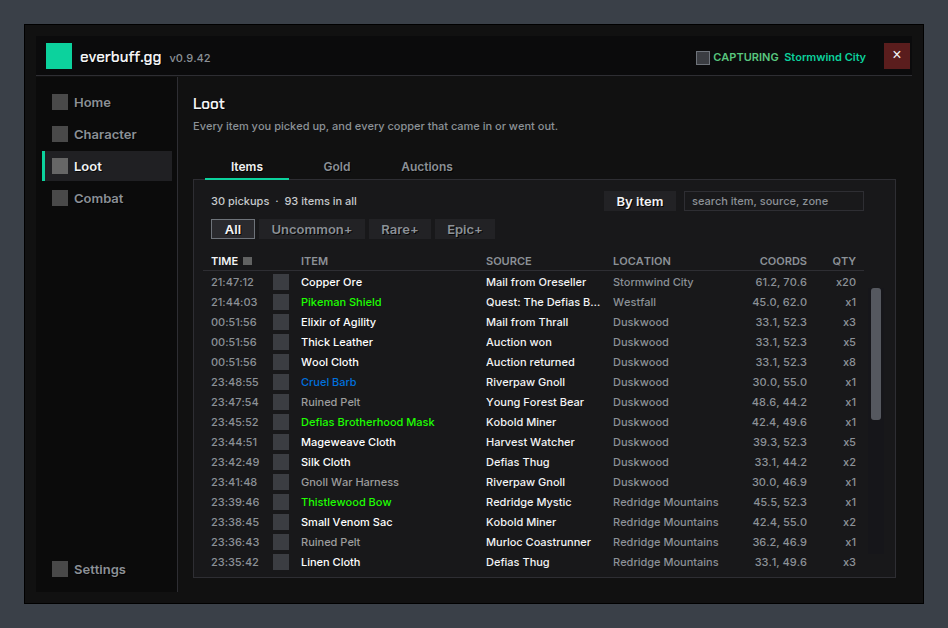 everbuff.gg v0.9.42
CAPTURING Stormwind City ×
Home
Character
Loot
Combat
Settings
Loot
Every item you picked up, and every copper that came in or went out.
Items Gold Auctions
30 pickups · 93 items in all By item search item, source, zone
All Uncommon+ Rare+ Epic+
TIME ITEM SOURCE LOCATION COORDS QTY
21:47:12 Copper Ore Mail from Oreseller Stormwind City 61.2, 70.6 x20
21:44:03 Pikeman Shield Quest: The Defias B... Westfall 45.0, 62.0 x1
00:51:56 Elixir of Agility Mail from Thrall Duskwood 33.1, 52.3 x3
00:51:56 Thick Leather Auction won Duskwood 33.1, 52.3 x5
00:51:56 Wool Cloth Auction returned Duskwood 33.1, 52.3 x8
23:48:55 Cruel Barb Riverpaw Gnoll Duskwood 30.0, 55.0 x1
23:47:54 Ruined Pelt Young Forest Bear Duskwood 48.6, 44.2 x1
23:45:52 Defias Brotherhood Mask Kobold Miner Duskwood 42.4, 49.6 x1
23:44:51 Mageweave Cloth Harvest Watcher Duskwood 39.3, 52.3 x5
23:42:49 Silk Cloth Defias Thug Duskwood 33.1, 44.2 x2
23:41:48 Gnoll War Harness Riverpaw Gnoll Duskwood 30.0, 46.9 x1
23:39:46 Thistlewood Bow Redridge Mystic Redridge Mountains 45.5, 52.3 x1
23:38:45 Small Venom Sac Kobold Miner Redridge Mountains 42.4, 55.0 x2
23:36:43 Ruined Pelt Murloc Coastrunner Redridge Mountains 36.2, 46.9 x1
23:35:42 Linen Cloth Defias Thug Redridge Mountains 33.1, 49.6 x3